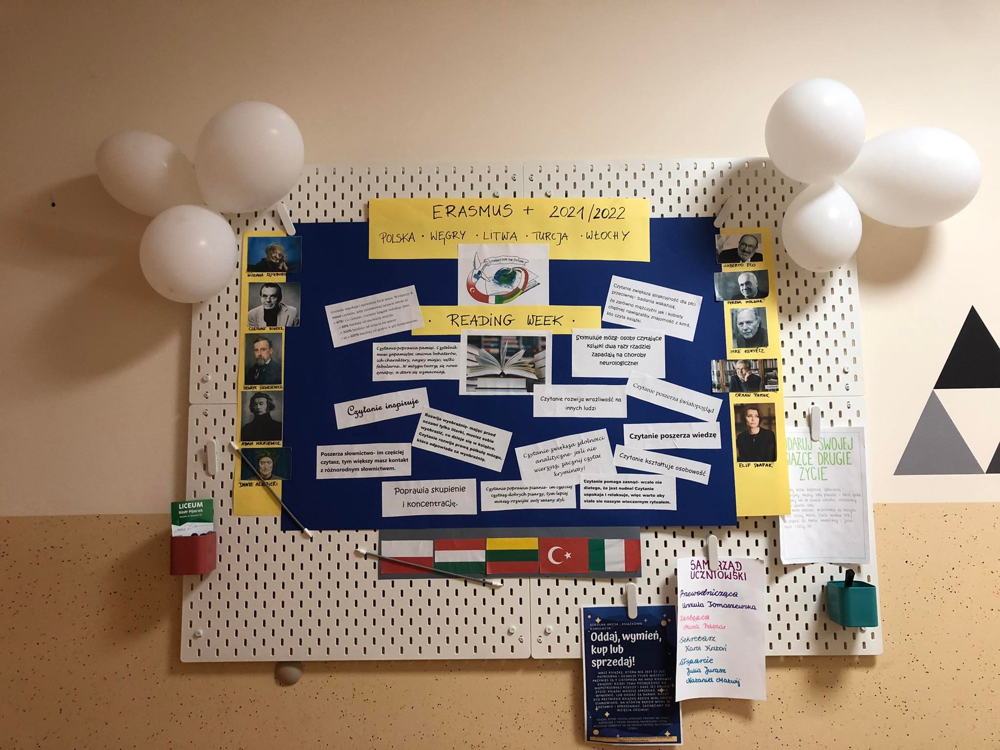 ERASMUS + 2021/2022
POLSKA · WĘGRY · LITWA · TURCJA · WŁOCHY
LITERACY FOR THE FUTURE
· READING WEEK ·
WISŁAWA SZYMBORSKA
CZESŁAW MIŁOSZ
HENRYK SIENKIEWICZ
ADAM MICKIEWICZ
DANTE ALIGHIERI
Czytanie uspokaja i spowalnia bicie serca. Wystarczy 6
minut czytania, żeby zredukować uczucie stresu aż
o 60%! Co ciekawe, czytanie książek redukuje stres:
. o 68% bardziej od słuchania muzyki
. o 300% bardziej od wyjścia na spacer
. i aż o 600% bardziej od grania w gry komputerowe
Czytanie poprawia pamięć. Czytelnik
musi zapamiętać imiona bohaterów,
ich charaktery, nazwy miejsc, wątki
fabularne...W mózgu tworzą się nowe
synapsy, a stare się wzmacniają.
Czytanie inspiruje
Rozwija wyobraźnię- mając przed
oczami tylko literki, musisz sobie
wyobrazić, co dzieje się w książce.
Czytanie rozwija prawą półkulę mózgu,
która odpowiada za wyobraźnię.
Poszerza słownictwo- im częściej
czytasz, tym większy masz kontakt
z różnorodnym słownictwem.
Poprawia skupienie
i koncentrację.
Czytanie zwiększa atrakcyjność dla płci
przeciwnej– badania wskazują,
że zarówno mężczyźni jak i kobiety
chętniej nawiązaliby znajomość z kimś,
kto czyta książki.
Stymuluje mózg- osoby czytające
książki dwa razy rzadziej
zapadają na choroby
neurologiczne!
Czytanie rozwija wrażliwość na
innych ludzi
Czytanie poszerza światopogląd
Czytanie poszerza wiedzę
Czytanie zwiększa zdolności
analityczne- jeśli nie
wierzysz, zacznij czytać
kryminały!
Czytanie kształtuje osobowość
Czytanie poprawia pisanie- im częściej
czytasz dobrych pisarzy, tym lepiej
możesz rozwijać swój własny styl.
Czytanie pomaga zasnąć- wcale nie
dlatego, że jest nudne! Czytanie
uspokaja i relaksuje, więc warto aby
stało sie naszym wieczornym rytuałem.
UMBERTO ECO
FERENC MOLNAR
IMRE KERTÉSZ
ORHAN PAMUK
ELIF SHAFAK
LICEUM
Sióstr Pijarek
DARUJ SWOJEJ
SIĄŻCE DRUGIE
ŻYCIE
SAMORZĄD
UCZNIOWSKI
Przewodnicząca
Urszula Tomaszewska
Zastępca
Maria Pelczar
Sekretarz
Karol Krztoń
Wsparcie
Julia Jurasz
Nataniel Matwij
SZKOLNA AKCJA „KSIĄŻKOWA
KUMULACJA"
Oddaj, wymień,
kup lub
sprzedaj!
MASZ KSIĄŻKĘ, KTÓRA NIE JEST CI JUŻ
POTRZEBNA I ZAJMUJE TYLKO MIEJSCE?
PRZYNIEŚ JĄ 9 LISTOPADA NA NASZ KIERMASZ
KSIĄŻEK! DZIĘKI TEMU POZBĘDZIESZ SIĘ
NIEPOTRZEBNEJ RZECZY I DASZ JEJ DRUGIE
ŻYCIE! KSIĄŻKI MOŻESZ SPRZEDAĆ,
WYMIENIĆ, LUB ODDAĆ ZA DARMO. KAŻDY
KTO PRZYNIESIE KSIĄŻKĘ BĘDZIE MIAŁ SWOJE
STANOWISKO, NA KTÓRYM BĘDZIE MÓGŁ JE
ZOSTAWIĆ I SPRZEDAWAĆ. ZACHĘCAMY DO
WZIĘCIA UDZIAŁU!